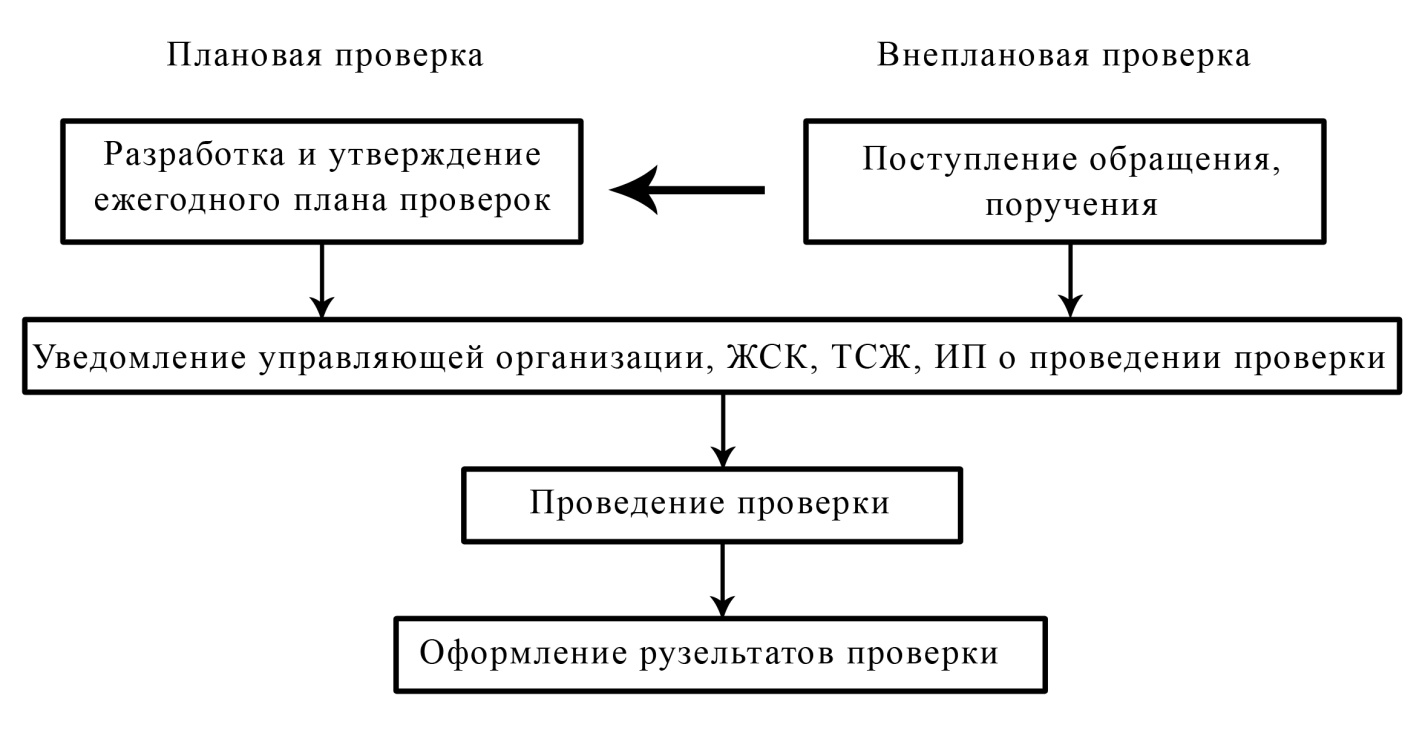 Плановая проверка
Внеплановая проверка
Разработка и утверждение
ежегодного плана проверок
Поступление обращения,
поручения
Уведомление управляющей организации, ЖСК, ТСЖ, ИП о проведении проверки
Проведение проверки
Оформление рузельтатов проверки